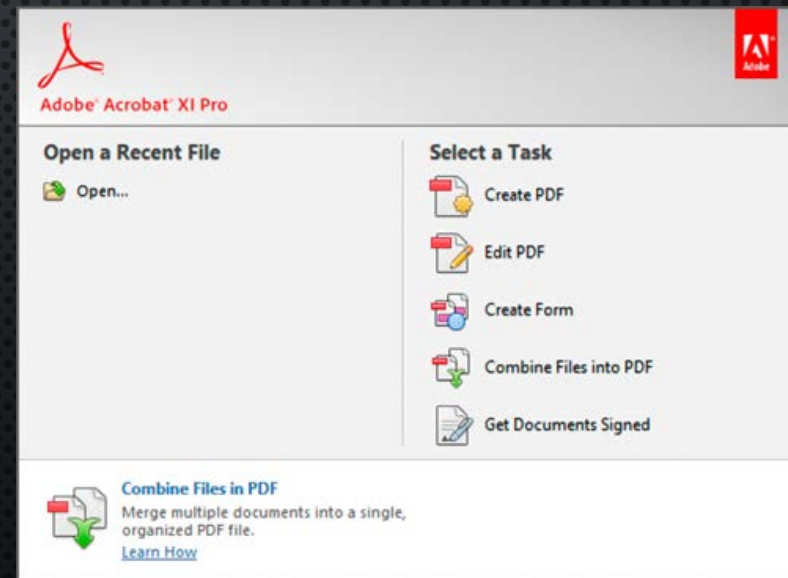 Adobe® Acrobat® XI Pro
Adobe
Open a Recent File
Open...
Select a Task
Create PDF
Edit PDF
Create Form
Combine Files into PDF
Get Documents Signed
Combine Files in PDF
Merge multiple documents into a single,
organized PDF file.
Learn How